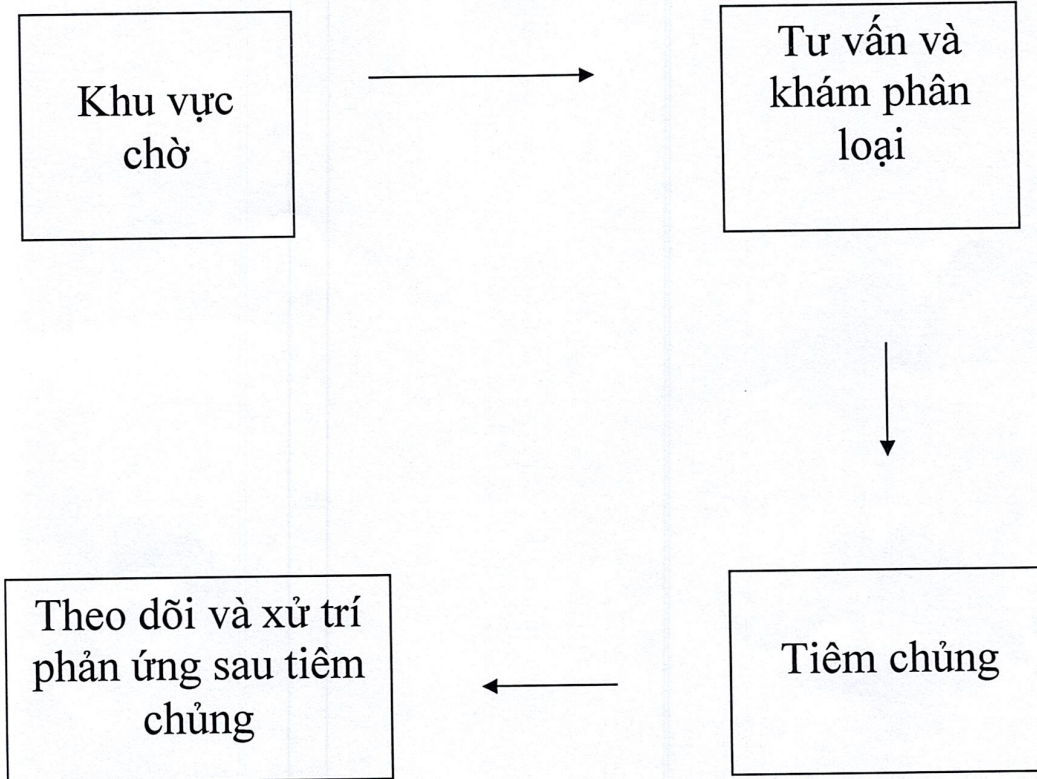 Khu vực
chờ
Tư vấn và
khám phân
loại
Tiêm chủng
Theo dõi và xử trí
phản ứng sau tiêm
chủng